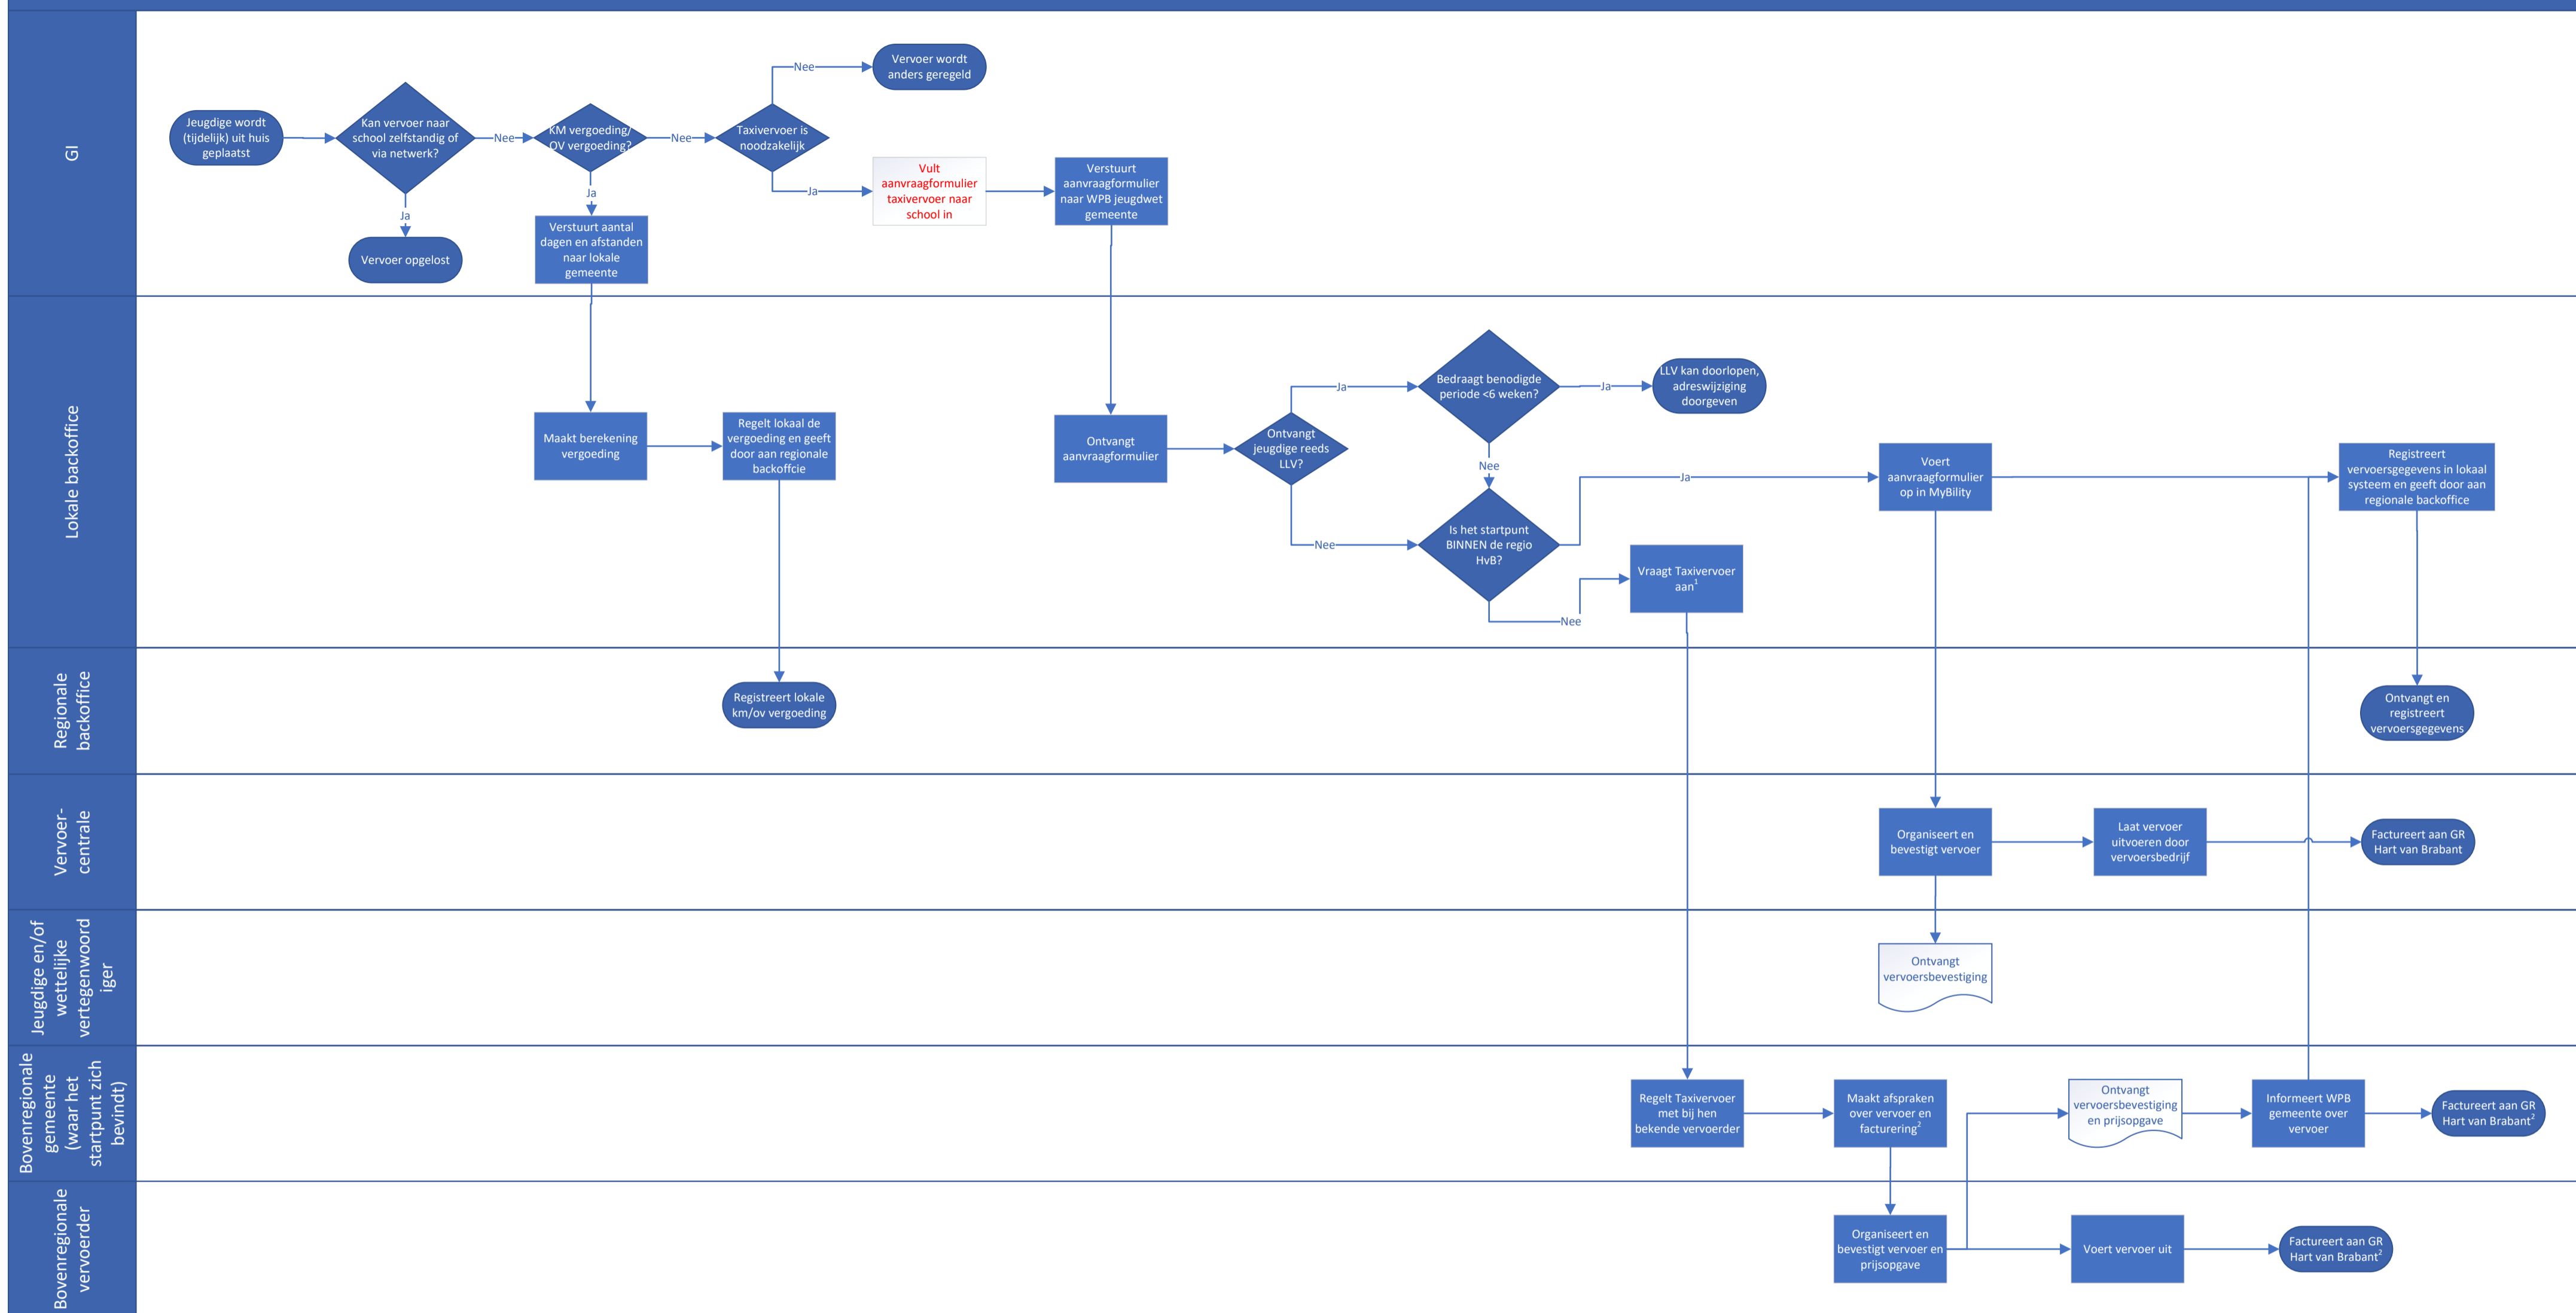 GI
Jeugdige wordt
(tijdelijk) uit huis
geplaatst
Kan vervoer naar
school zelfstandig of
via netwerk?
Nee
Ja
Vervoer opgelost
KM vergoeding/
OV vergoeding?
Nee
Ja
Verstuurt aantal
dagen en afstanden
naar lokale
gemeente
Taxivervoer is
noodzakelijk
Nee
Vervoer wordt
anders geregeld
Ja
Vult
aanvraagformulier
taxivervoer naar
school in
Verstuurt
aanvraagformulier
naar WPB jeugdwet
gemeente
Lokale backoffice
Maakt berekening
vergoeding
Regelt lokaal de
vergoeding en geeft
door aan regionale
backoffcie
Ontvangt
aanvraagformulier
Ontvangt
jeugdige reeds
LLV?
Ja
Nee
Bedraagt benodigde
periode <6 weken?
Ja
LLV kan doorlopen,
adreswijziging
doorgeven
Nee
Is het startpunt
BINNEN de regio
HvB?
Ja
Nee
Vraagt Taxivervoer
aan1
Voert
aanvraagformulier
op in MyBility
Registreert
vervoersgegevens in lokaal
systeem en geeft door aan
regionale backoffice
Regionale
backoffice
Registreert lokale
km/ov vergoeding
Ontvangt en
registreert
vervoersgegevens
Vervoer-
centrale
Organiseert en
bevestigt vervoer
Laat vervoer
uitvoeren door
vervoersbedrijf
Factureert aan GR
Hart van Brabant
Jeugdige en/of
wettelijke
vertegenwoord
iger
Ontvangt
vervoersbevestiging
Bovenregionale
gemeente
(waar het
startpunt zich
bevindt)
Regelt Taxivervoer
met bij hen
bekende vervoerder
Maakt afspraken
over vervoer en
facturering2
Ontvangt
vervoersbevestiging
en prijsopgave
Informeert WPB
gemeente over
vervoer
Factureert aan GR
Hart van Brabant2
Bovenregionale
vervoerder
Organiseert en
bevestigt vervoer en
prijsopgave
Voert vervoer uit
Factureert aan GR
Hart van Brabant2